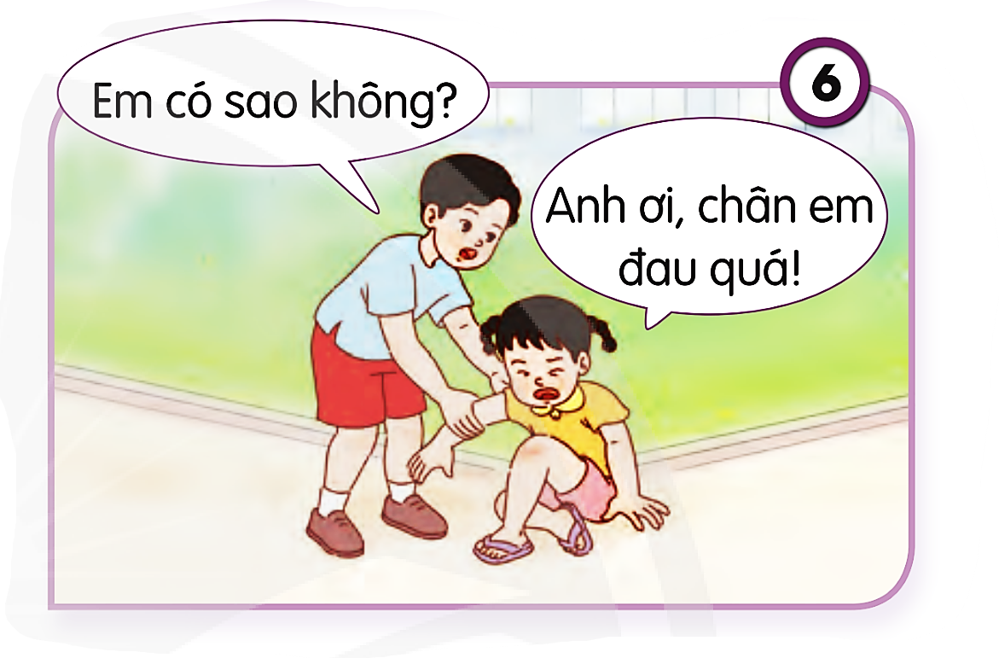 Em có sao không?
6
Anh ơi, chân em
đau quá!